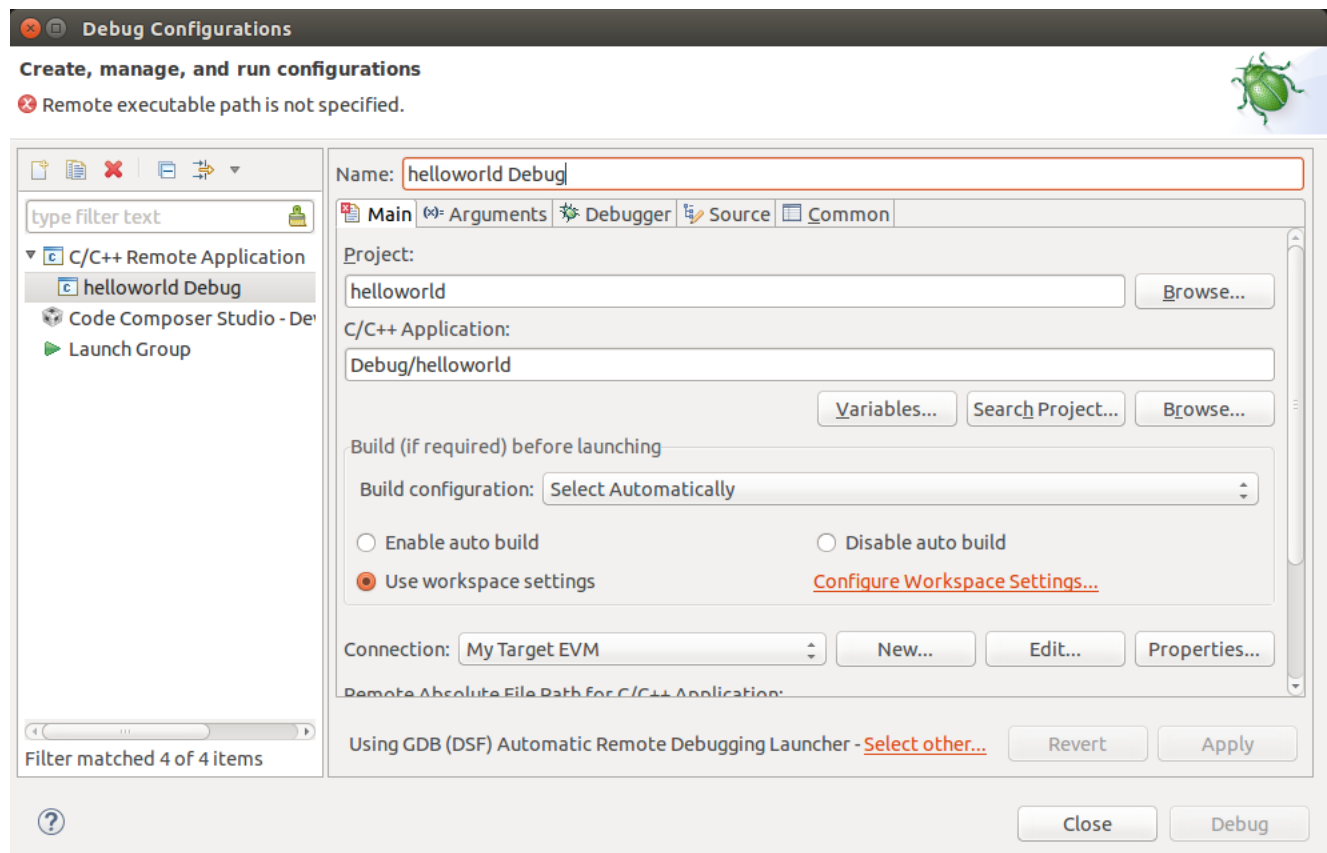 Debug Configurations
Create, manage, and run configurations
Remote executable path is not specified.
type filter text
C/C++ Remote Application
helloworld Debug
Code Composer Studio - De
Launch Group
Filter matched 4 of 4 items
Name: helloworld Debug
Main (x)= Arguments Debugger Source Common
Project:
helloworld Browse...
C/C++ Application:
Debug/helloworld
Variables... Search Project... Browse...
Build (if required) before launching
Build configuration: Select Automatically
Enable auto build Disable auto build
Use workspace settings Configure Workspace Settings...
Connection: My Target EVM New... Edit... Properties...
Remote Absolute File Path for C/C++ Application:
Using GDB (DSF) Automatic Remote Debugging Launcher - Select other... Revert Apply
? Close Debug